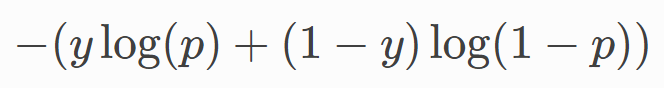 −(y log(p) + (1 − y) log(1 − p))